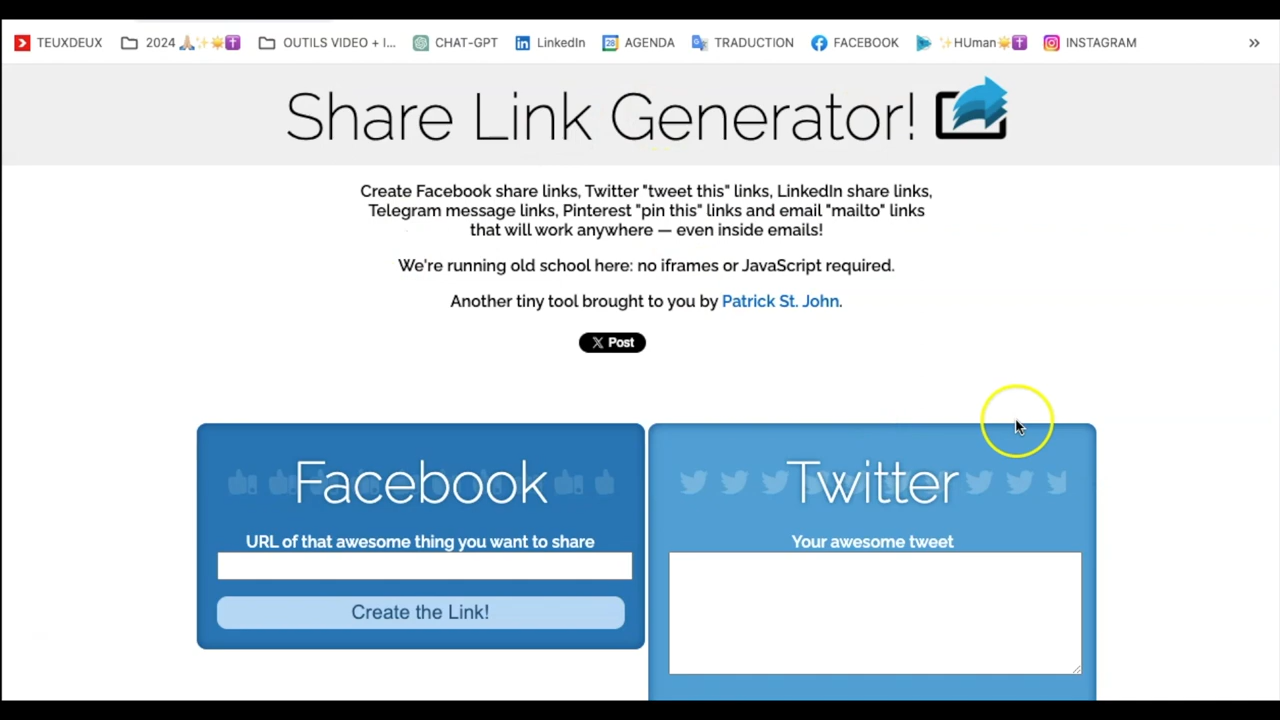 TEUXDEUX 2024 🙏🏼✨☀️✝️ OUTILS VIDEO + I... CHAT-GPT LinkedIn 28 AGENDA TRADUCTION FACEBOOK ✨HUman☀️✝️ INSTAGRAM »
Share Link Generator!
Create Facebook share links, Twitter "tweet this" links, LinkedIn share links,
Telegram message links, Pinterest "pin this" links and email "mailto" links
that will work anywhere — even inside emails!
We're running old school here: no iframes or JavaScript required.
Another tiny tool brought to you by Patrick St. John.
X Post
Facebook
URL of that awesome thing you want to share
Create the Link!
Twitter
Your awesome tweet